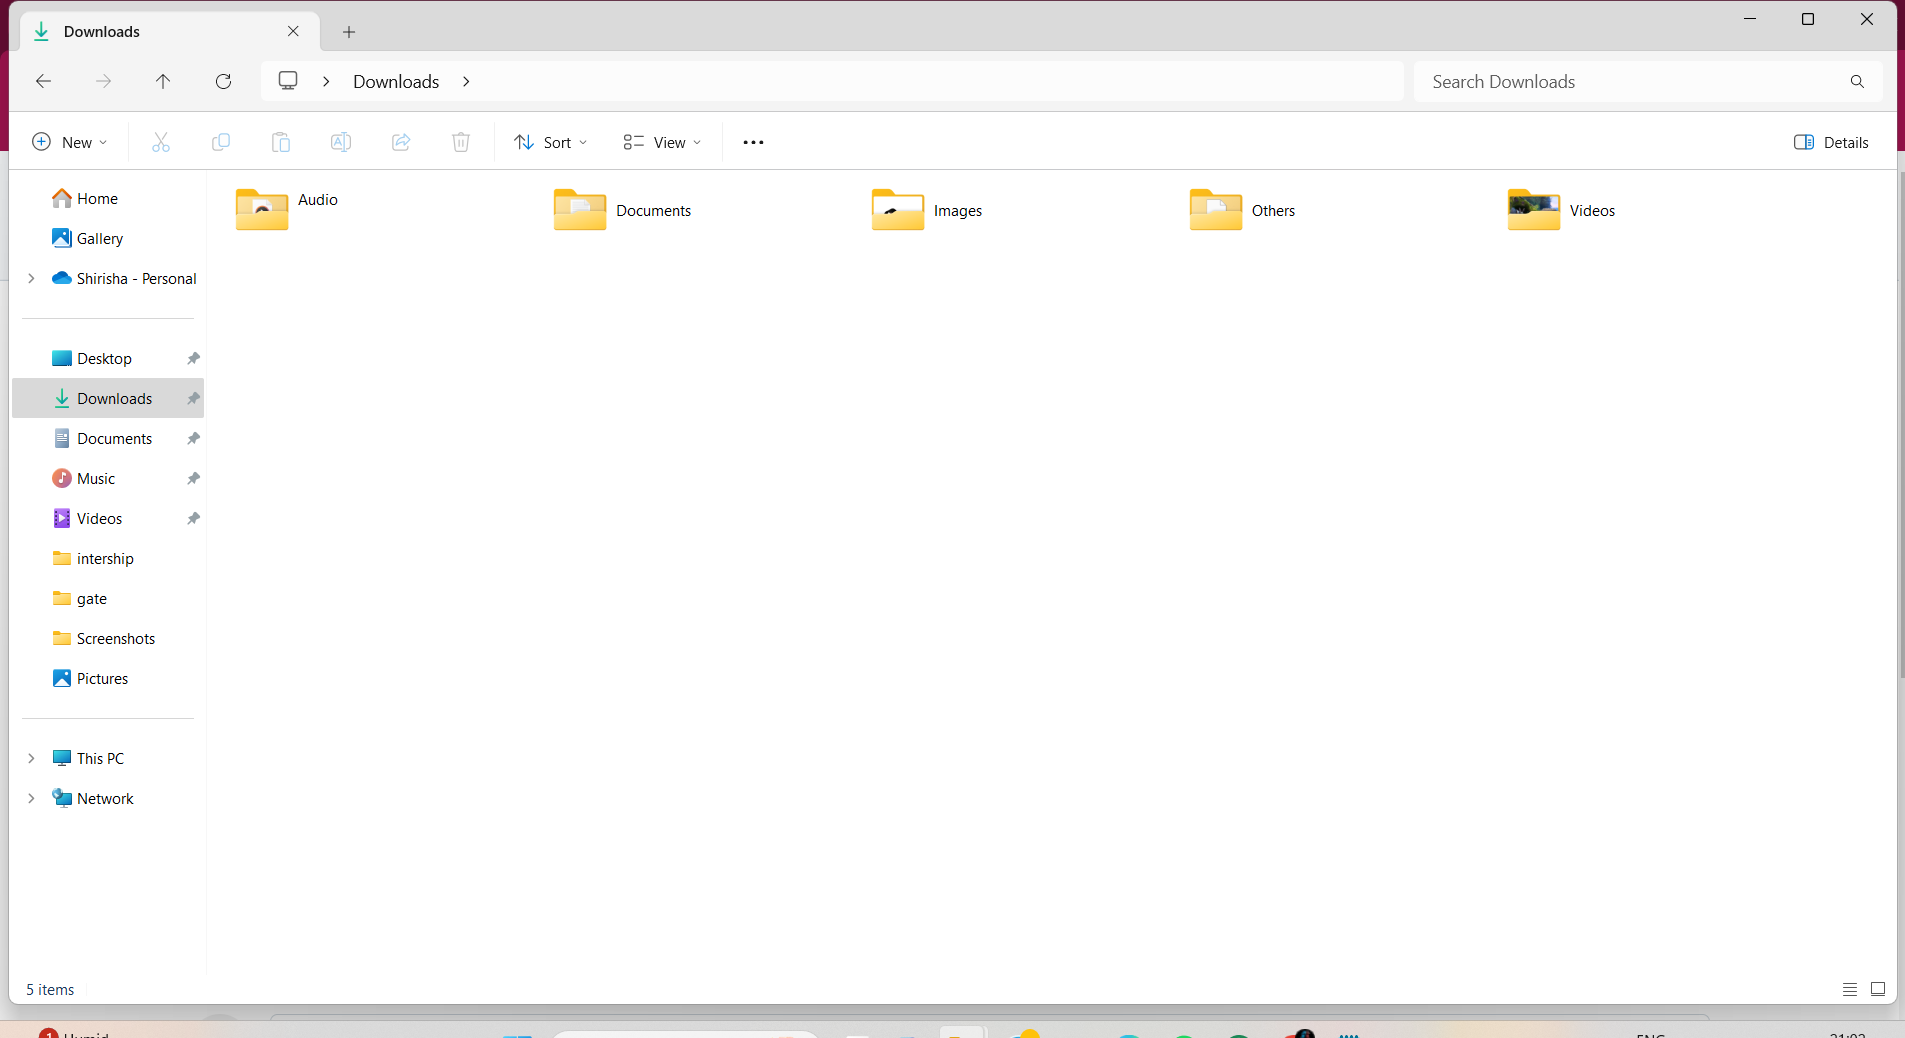 Downloads
Downloads
Search Downloads
New
Sort
View
Details
Home
Gallery
Shirisha - Personal
Desktop
Downloads
Documents
Music
Videos
intership
gate
Screenshots
Pictures
This PC
Network
Audio
Documents
Images
Others
Videos
5 items